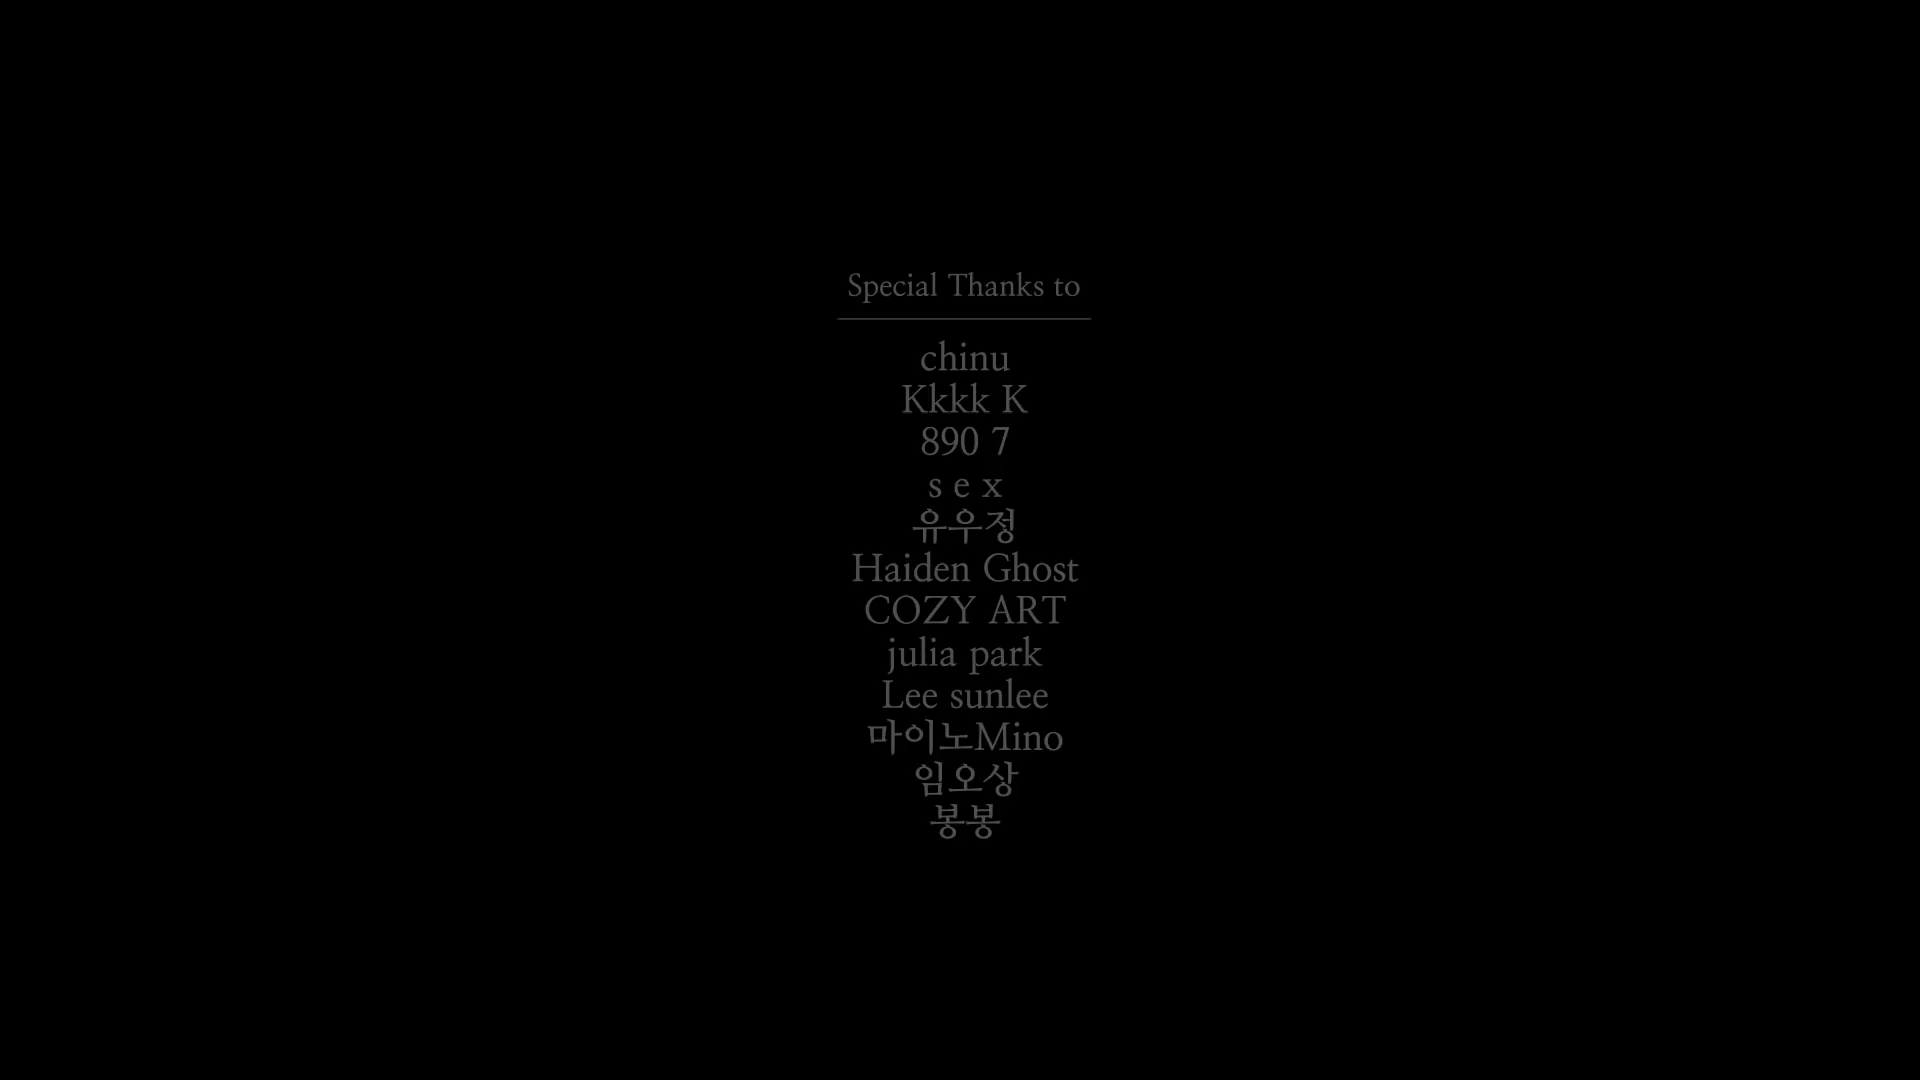 Special Thanks to
chinu
Kkkk K
890 7
s e x
유우정
Haiden Ghost
COZY ART
julia park
Lee sunlee
마이노Mino
임오상
봉봉